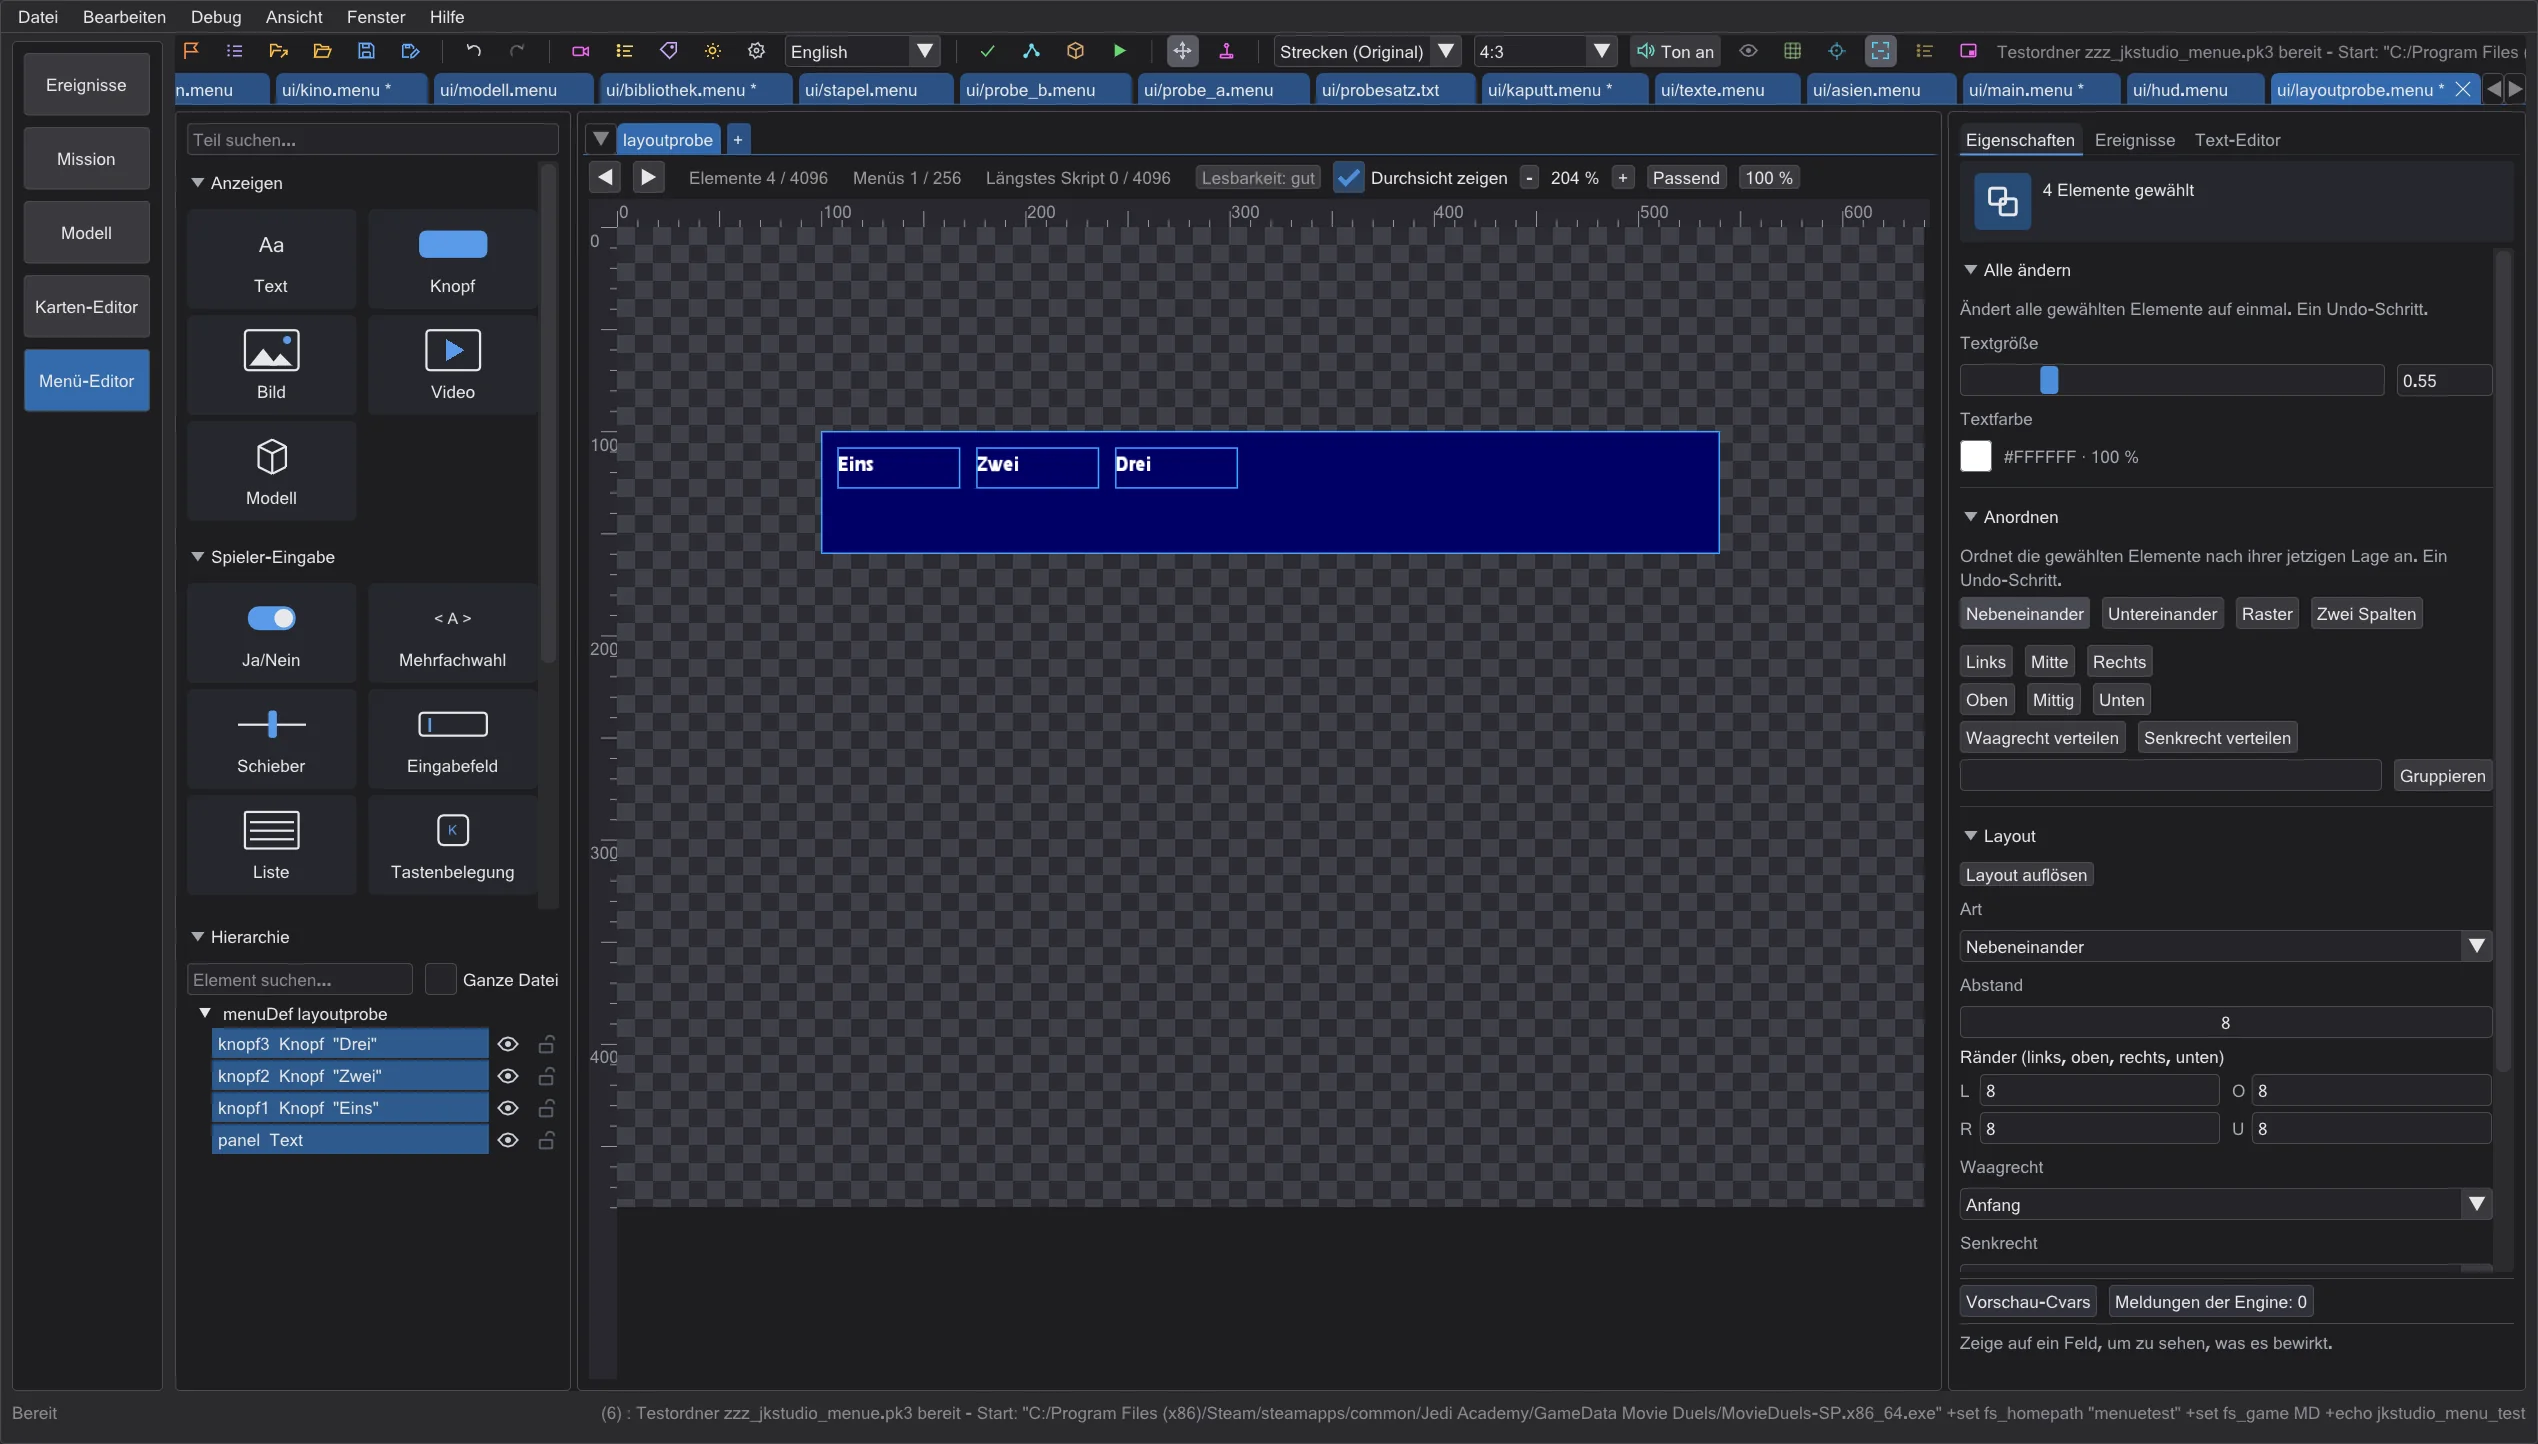 Datei Bearbeiten Debug Ansicht Fenster Hilfe
English Strecken (Original) 4:3 Ton an Testordner zzz_jkstudio_menue.pk3 bereit - Start: "C:/Program Files (
n.menu ui/kino.menu * ui/modell.menu ui/bibliothek.menu * ui/stapel.menu ui/probe_b.menu ui/probe_a.menu ui/probesatz.txt ui/kaputt.menu * ui/texte.menu ui/asien.menu ui/main.menu * ui/hud.menu ui/layoutprobe.menu *
Ereignisse
Mission
Modell
Karten-Editor
Menü-Editor
Teil suchen...
Anzeigen
Aa
Text Knopf
Bild Video
Modell
Spieler-Eingabe
< A >
Ja/Nein Mehrfachwahl
Schieber Eingabefeld
K
Liste Tastenbelegung
Hierarchie
Element suchen... Ganze Datei
menuDef layoutprobe
knopf3 Knopf "Drei"
knopf2 Knopf "Zwei"
knopf1 Knopf "Eins"
panel Text
layoutprobe +
Elemente 4 / 4096 Menüs 1 / 256 Längstes Skript 0 / 4096 Lesbarkeit: gut Durchsicht zeigen - 204 % + Passend 100 %
0 100 200 300 400 500 600
0
100
200
300
400
Eins Zwei Drei
Eigenschaften Ereignisse Text-Editor
4 Elemente gewählt
Alle ändern
Ändert alle gewählten Elemente auf einmal. Ein Undo-Schritt.
Textgröße
0.55
Textfarbe
#FFFFFF · 100 %
Anordnen
Ordnet die gewählten Elemente nach ihrer jetzigen Lage an. Ein
Undo-Schritt.
Nebeneinander Untereinander Raster Zwei Spalten
Links Mitte Rechts
Oben Mittig Unten
Waagrecht verteilen Senkrecht verteilen
Gruppieren
Layout
Layout auflösen
Art
Nebeneinander
Abstand
8
Ränder (links, oben, rechts, unten)
L 8 O 8
R 8 U 8
Waagrecht
Anfang
Senkrecht
Vorschau-Cvars Meldungen der Engine: 0
Zeige auf ein Feld, um zu sehen, was es bewirkt.
Bereit (6) : Testordner zzz_jkstudio_menue.pk3 bereit - Start: "C:/Program Files (x86)/Steam/steamapps/common/Jedi Academy/GameData Movie Duels/MovieDuels-SP.x86_64.exe" +set fs_homepath "menuetest" +set fs_game MD +echo jkstudio_menu_test